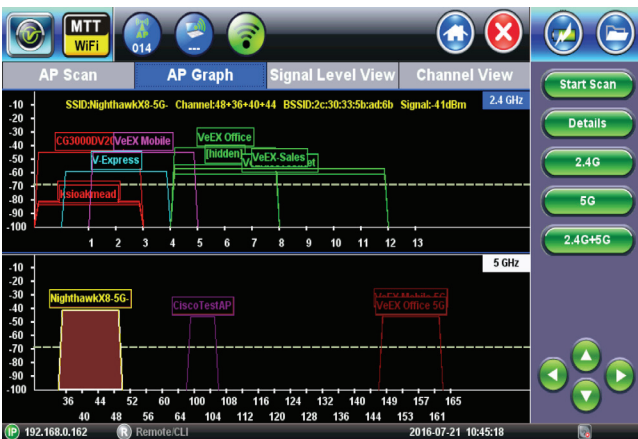 MTT
WiFi
014
---
AP Scan
AP Graph
Signal Level View
Channel View
SSID:NighthawkX8-5G- Channel:48+36+40+44 BSSID:2c:30:33:5b:ad:6b Signal:-41dBm
2.4 GHz
-10
-20
-30
-40
-50
-60
-70
-80
-90
-100
CG3000DV20
VeEX Mobile
VeEX Office
V-Express
[hidden]
VeEX-Sales
ksioakmead
1 2 3 4 5 6 7 8 9 10 11 12 13
5 GHz
-10
-20
-30
-40
-50
-60
-70
-80
-90
-100
NighthawkX8-5G-
CiscoTestAP
VeEX Mobile 5G
VeEX Office 5G
36 44 52 60 100 108 116 124 132 140 149 157 165
40 48 56 64 104 112 120 128 136 144 153 161
Start Scan
Details
2.4G
5G
2.4G+5G
IP 192.168.0.162
R Remote/CLI
2016-07-21 10:45:18